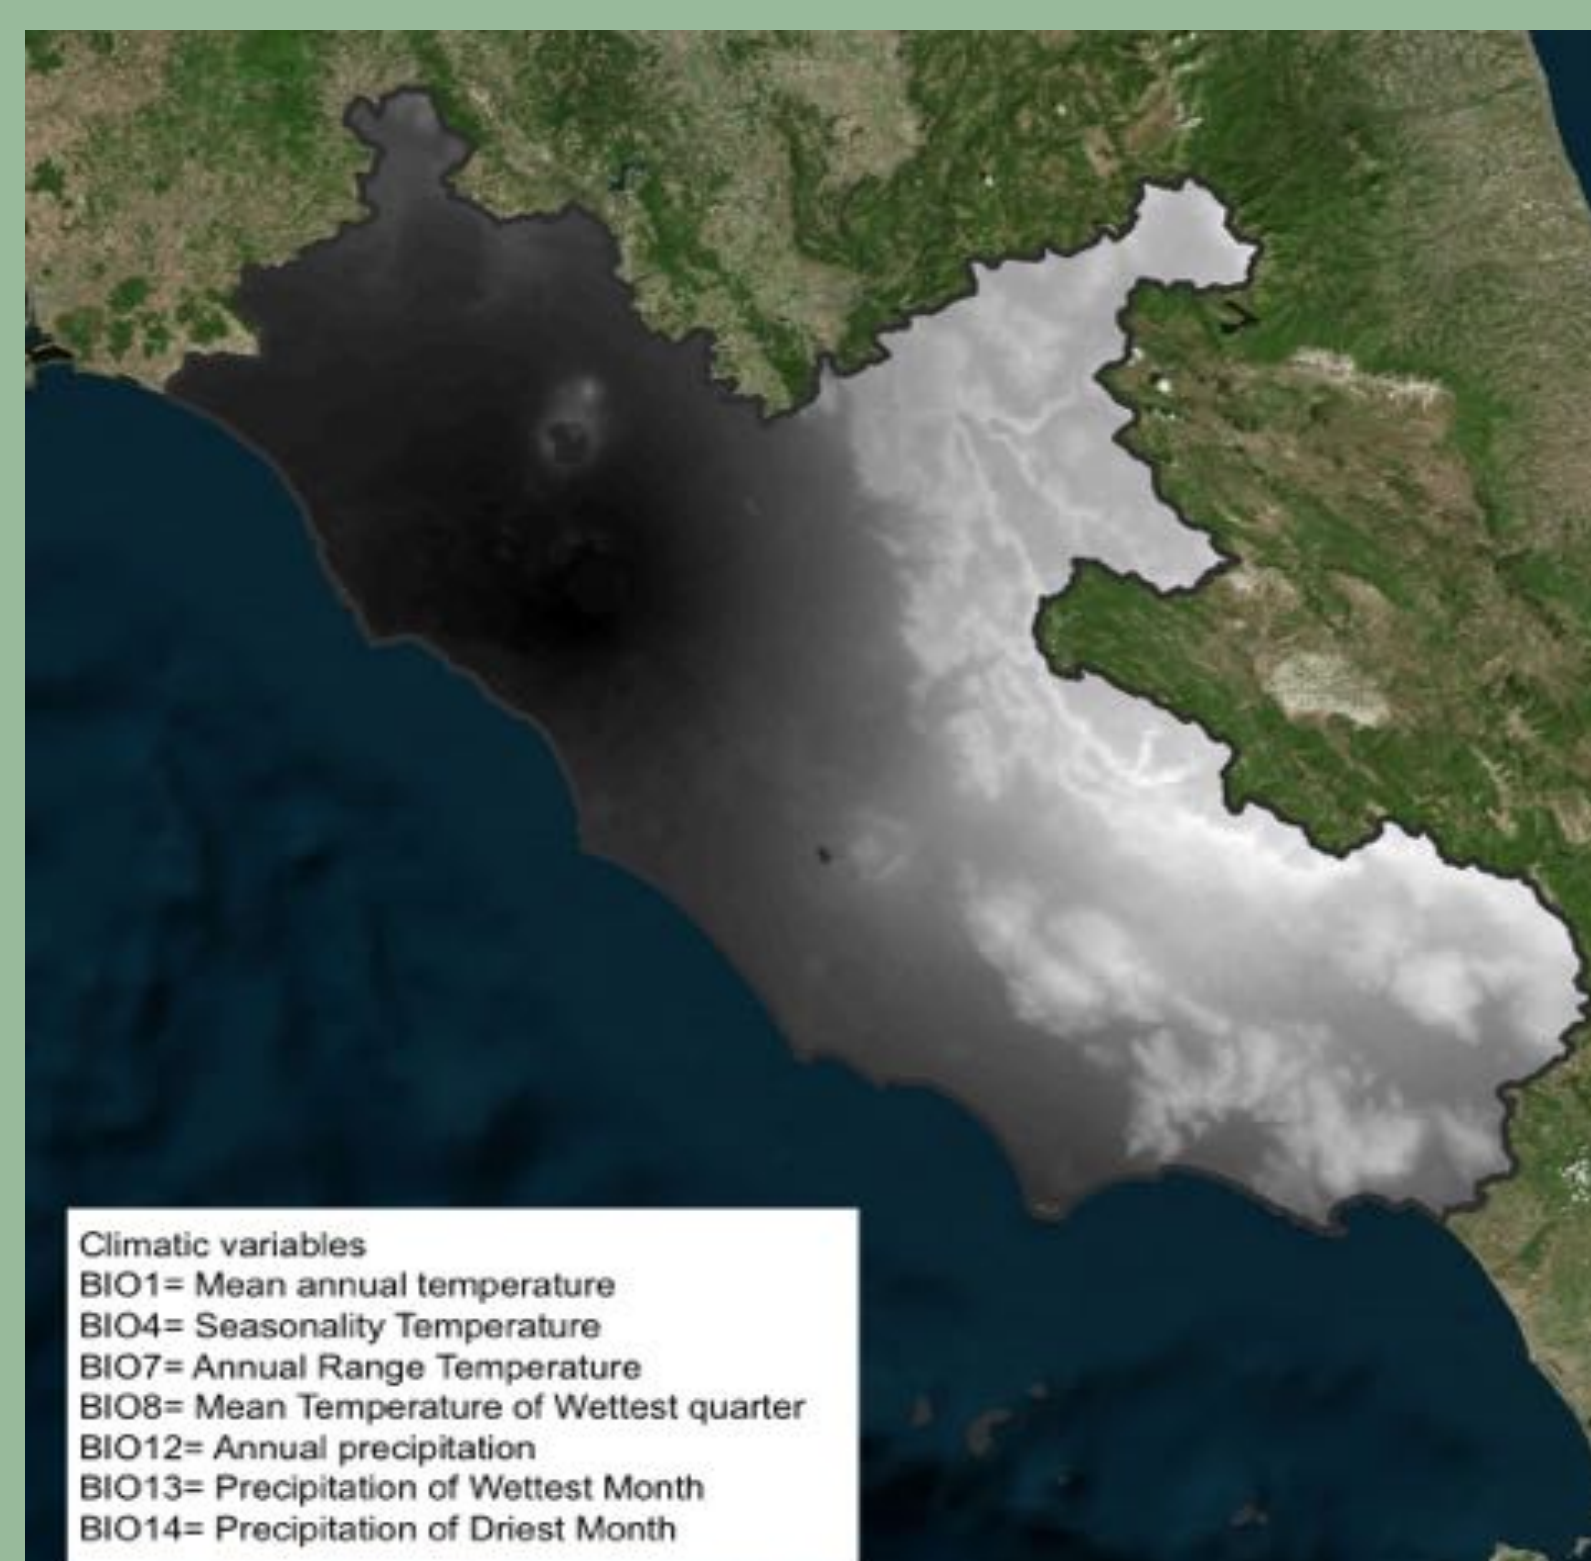 Climatic variables
BIO1= Mean annual temperature
BIO4= Seasonality Temperature
BIO7= Annual Range Temperature
BIO8= Mean Temperature of Wettest quarter
BIO12= Annual precipitation
BIO13= Precipitation of Wettest Month
BIO14= Precipitation of Driest Month